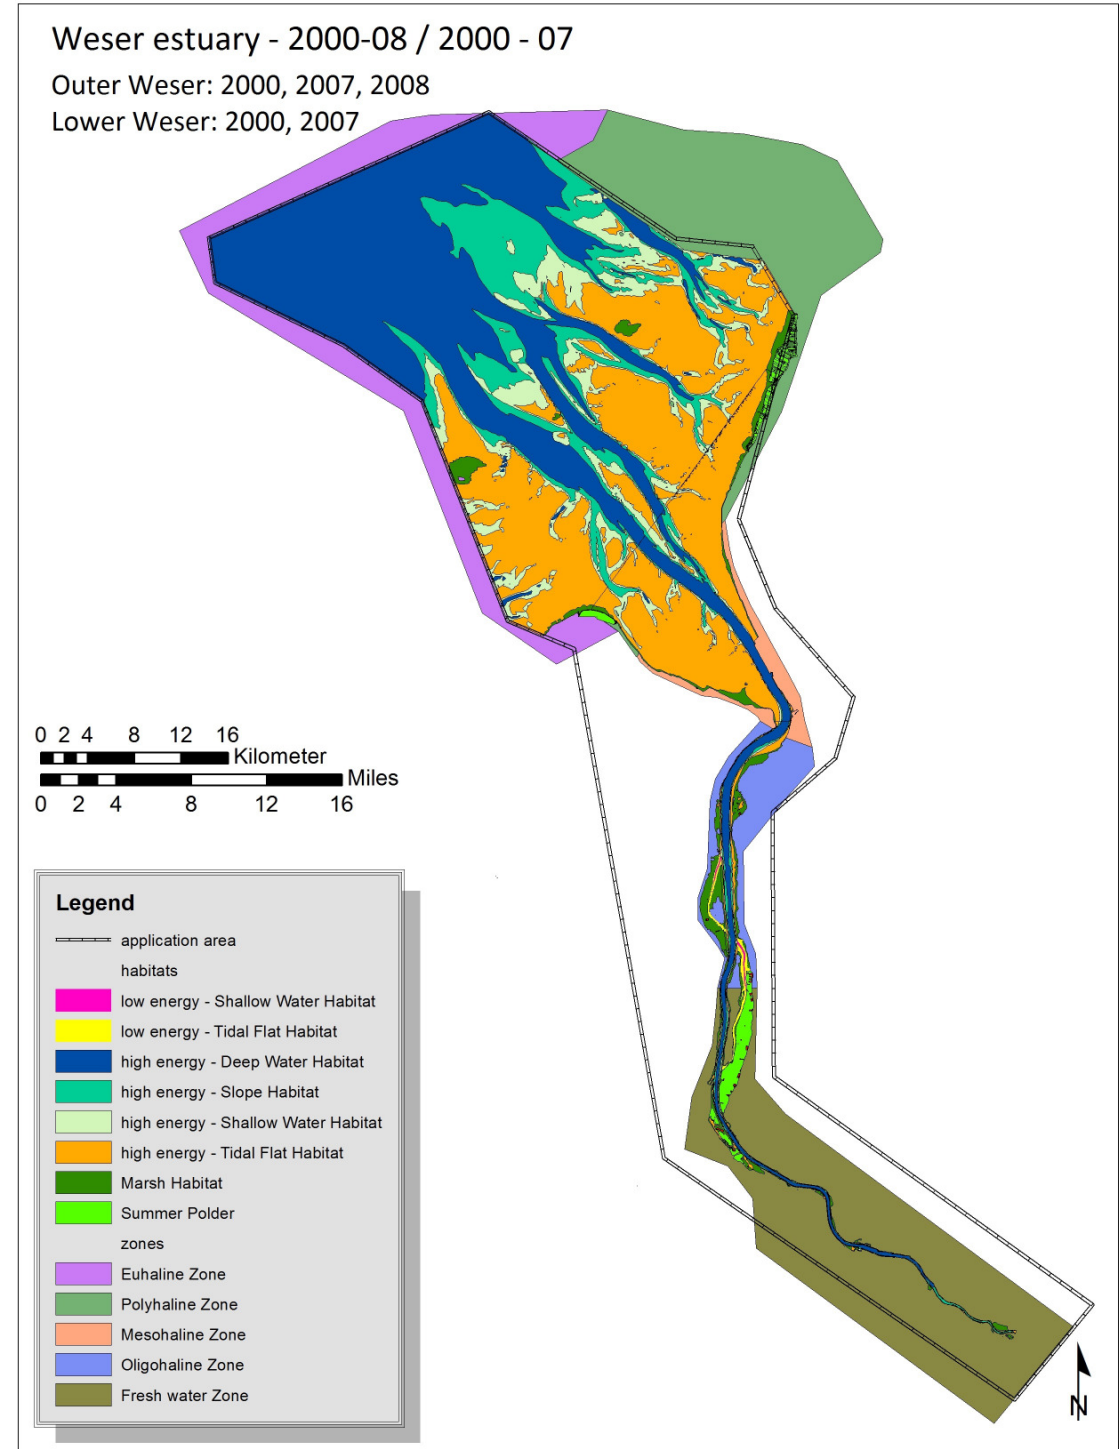 Weser estuary - 2000-08 / 2000 - 07
Outer Weser: 2000, 2007, 2008
Lower Weser: 2000, 2007
0 2 4 8 12 16
Kilometer
Miles
0 2 4 8 12 16
Legend
application area
habitats
low energy - Shallow Water Habitat
low energy - Tidal Flat Habitat
high energy - Deep Water Habitat
high energy - Slope Habitat
high energy - Shallow Water Habitat
high energy - Tidal Flat Habitat
Marsh Habitat
Summer Polder
zones
Euhaline Zone
Polyhaline Zone
Mesohaline Zone
Oligohaline Zone
Fresh water Zone
N